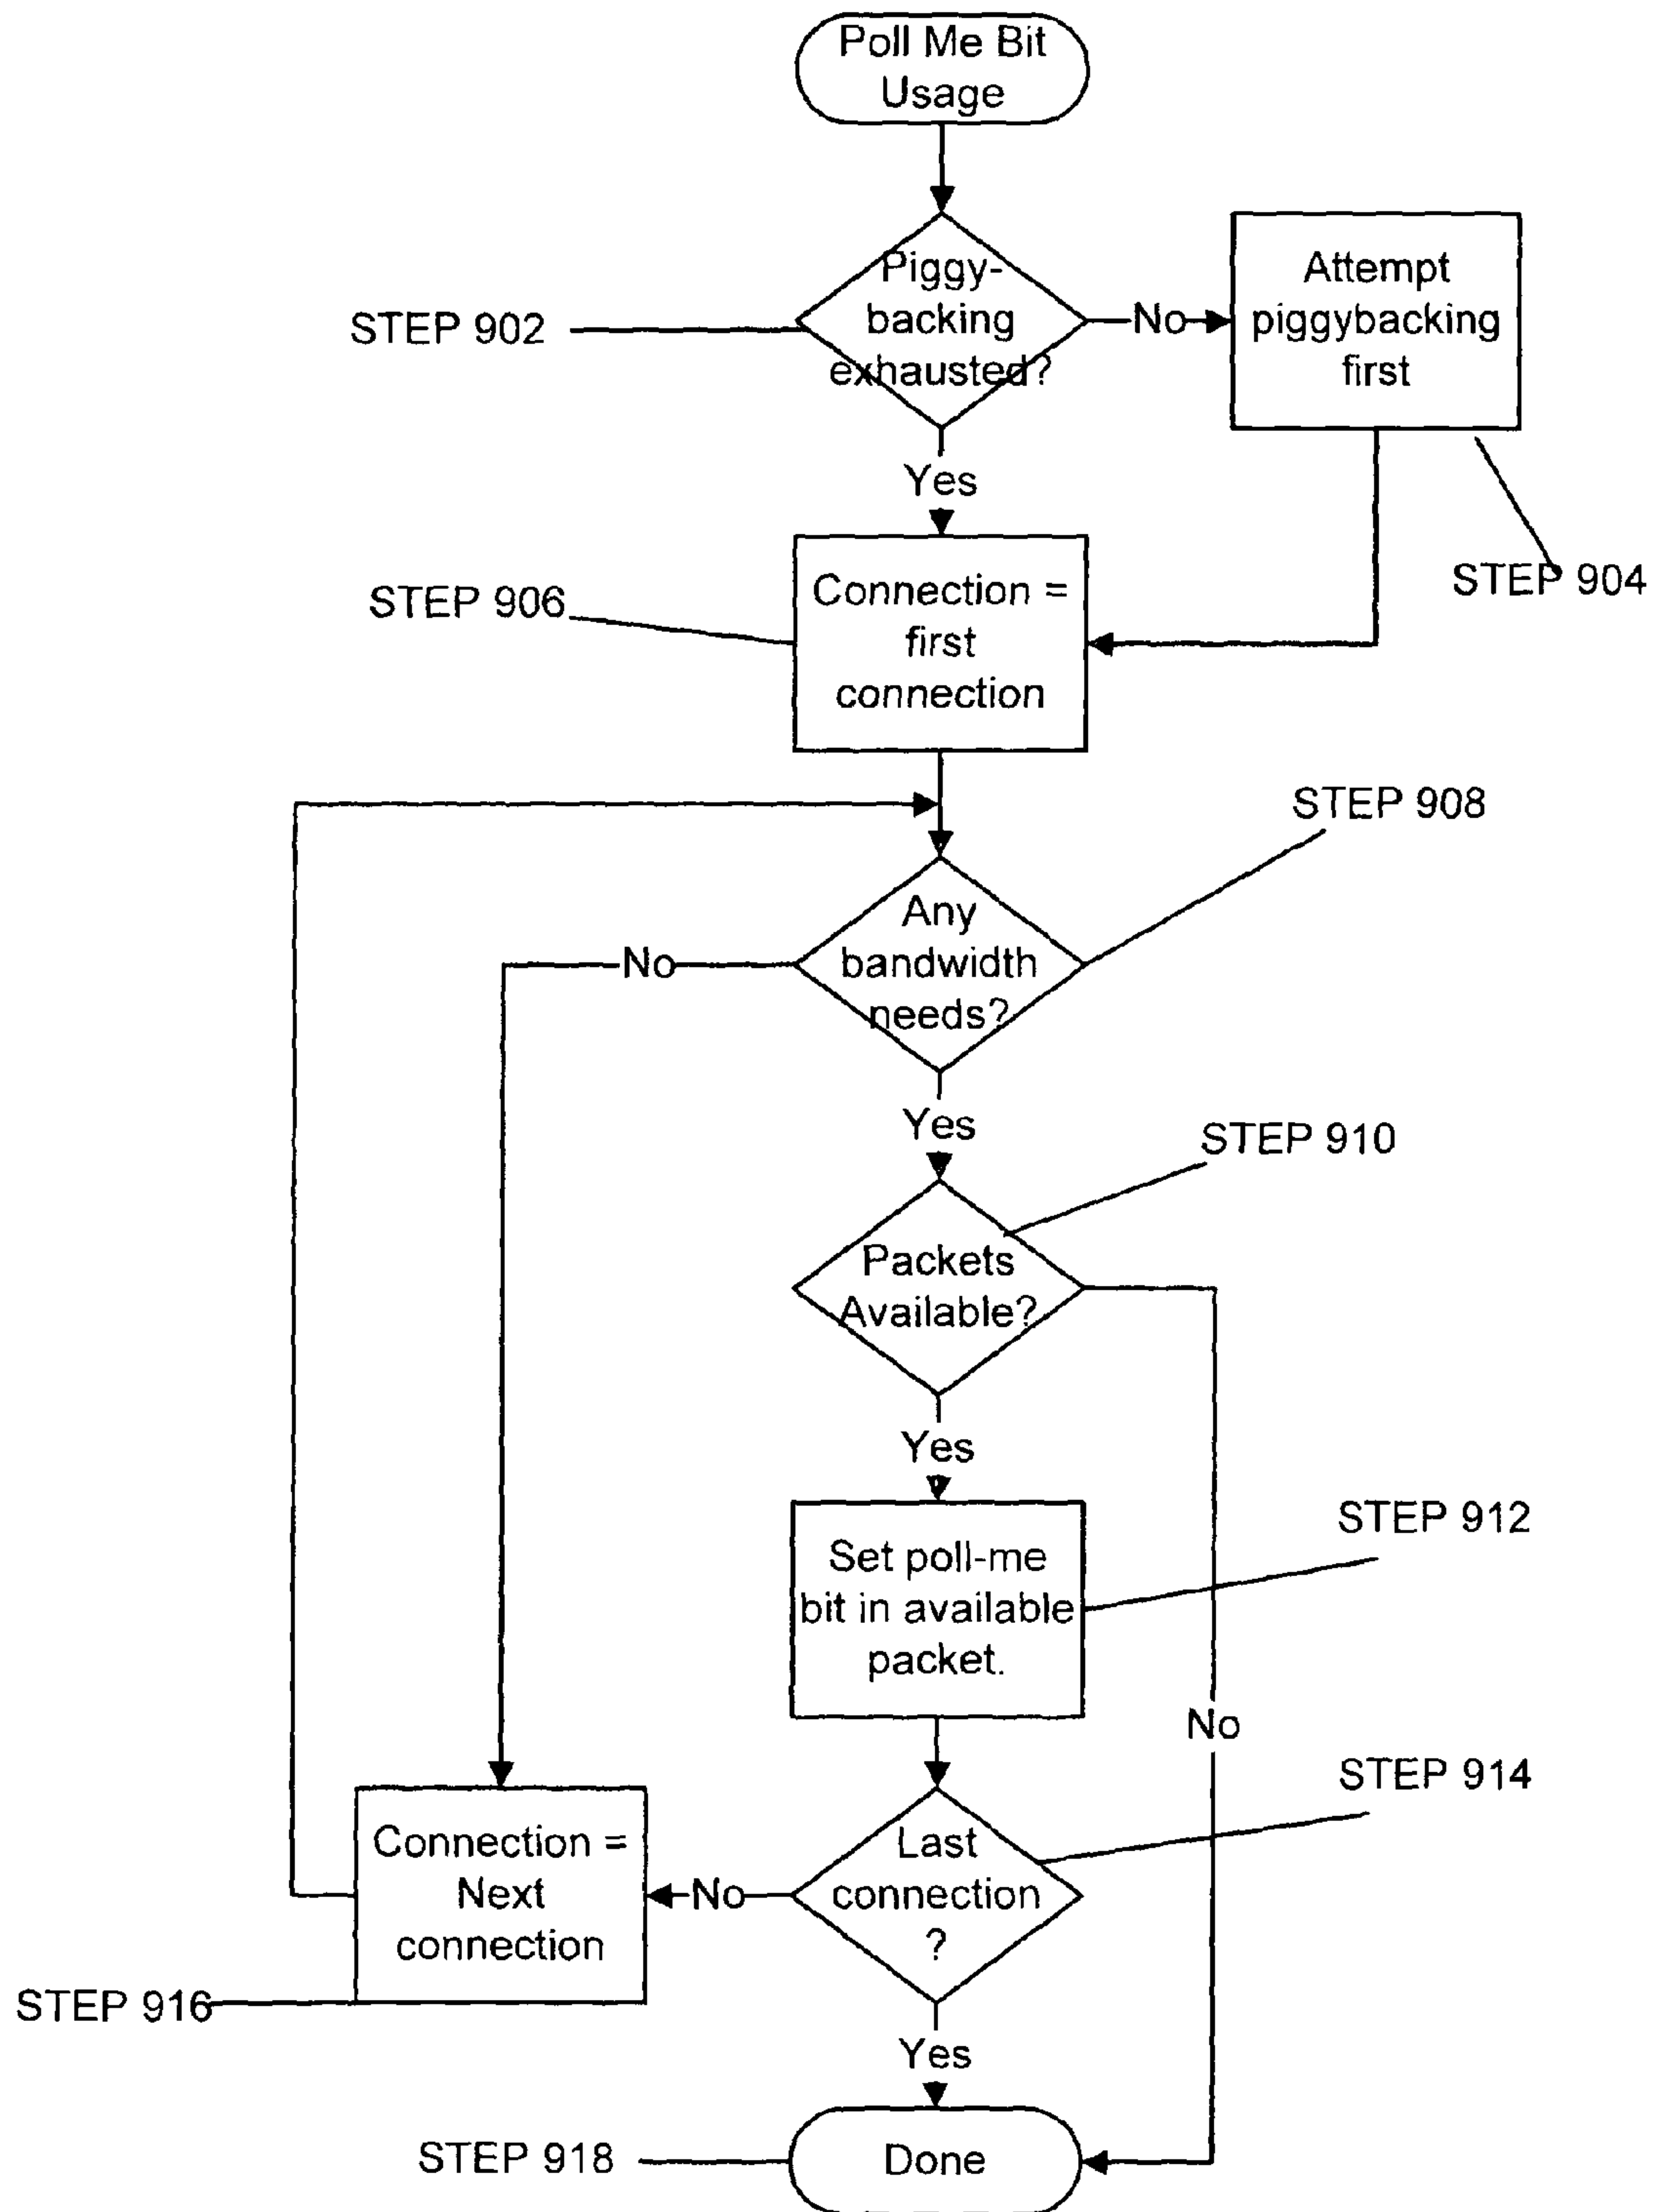 Poll Me Bit
Usage
Piggy-
backing
exhausted?
STEP 902
No
Attempt
piggybacking
first
STEP 904
Yes
Connection =
first
connection
STEP 906
STEP 908
Any
bandwidth
needs?
No
Yes
STEP 910
Packets
Available?
Yes
STEP 912
Set poll-me
bit in available
packet.
No
STEP 914
Last
connection
?
No
Connection =
Next
connection
STEP 916
Yes
STEP 918
Done